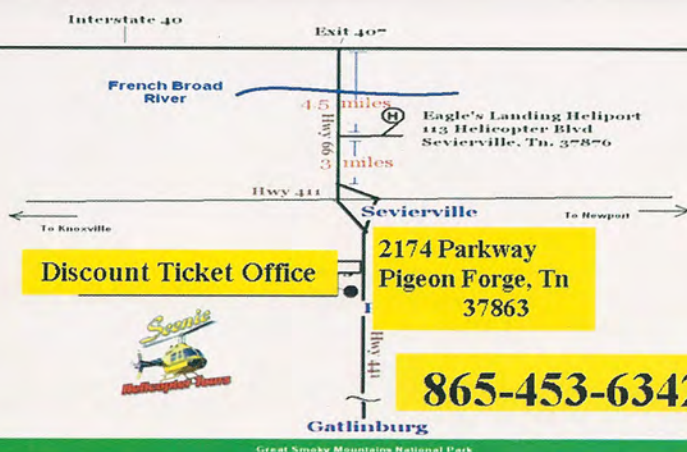 Interstate 40
Exit 407
French Broad
River
4.5 miles
Hwy 66
H
Eagle's Landing Heliport
113 Helicopter Blvd
Sevierville, Tn. 37876
3 miles
Hwy 411
To Knoxville
Sevierville
To Newport
Discount Ticket Office
2174 Parkway
Pigeon Forge, Tn
37863
Scenic
Helicopter Tours
Hwy 441
865-453-6342
Gatlinburg
Great Smoky Mountains National Park